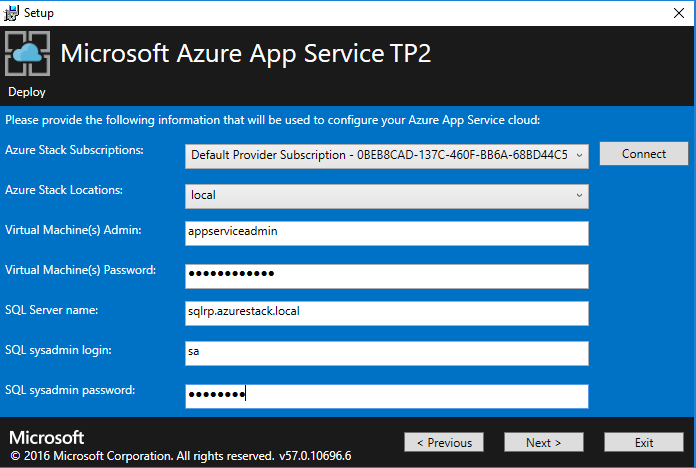 Setup
Microsoft Azure App Service TP2
Deploy
Please provide the following information that will be used to configure your Azure App Service cloud:
Azure Stack Subscriptions: Default Provider Subscription - 0BEB8CAD-137C-460F-BB6A-68BD44C5 Connect
Azure Stack Locations: local
Virtual Machine(s) Admin: appserviceadmin
Virtual Machine(s) Password: ●●●●●●●●●●●●
SQL Server name: sqlrp.azurestack.local
SQL sysadmin login: sa
SQL sysadmin password: ●●●●●●●●
Microsoft < Previous Next > Exit
© 2016 Microsoft Corporation. All rights reserved. v57.0.10696.6